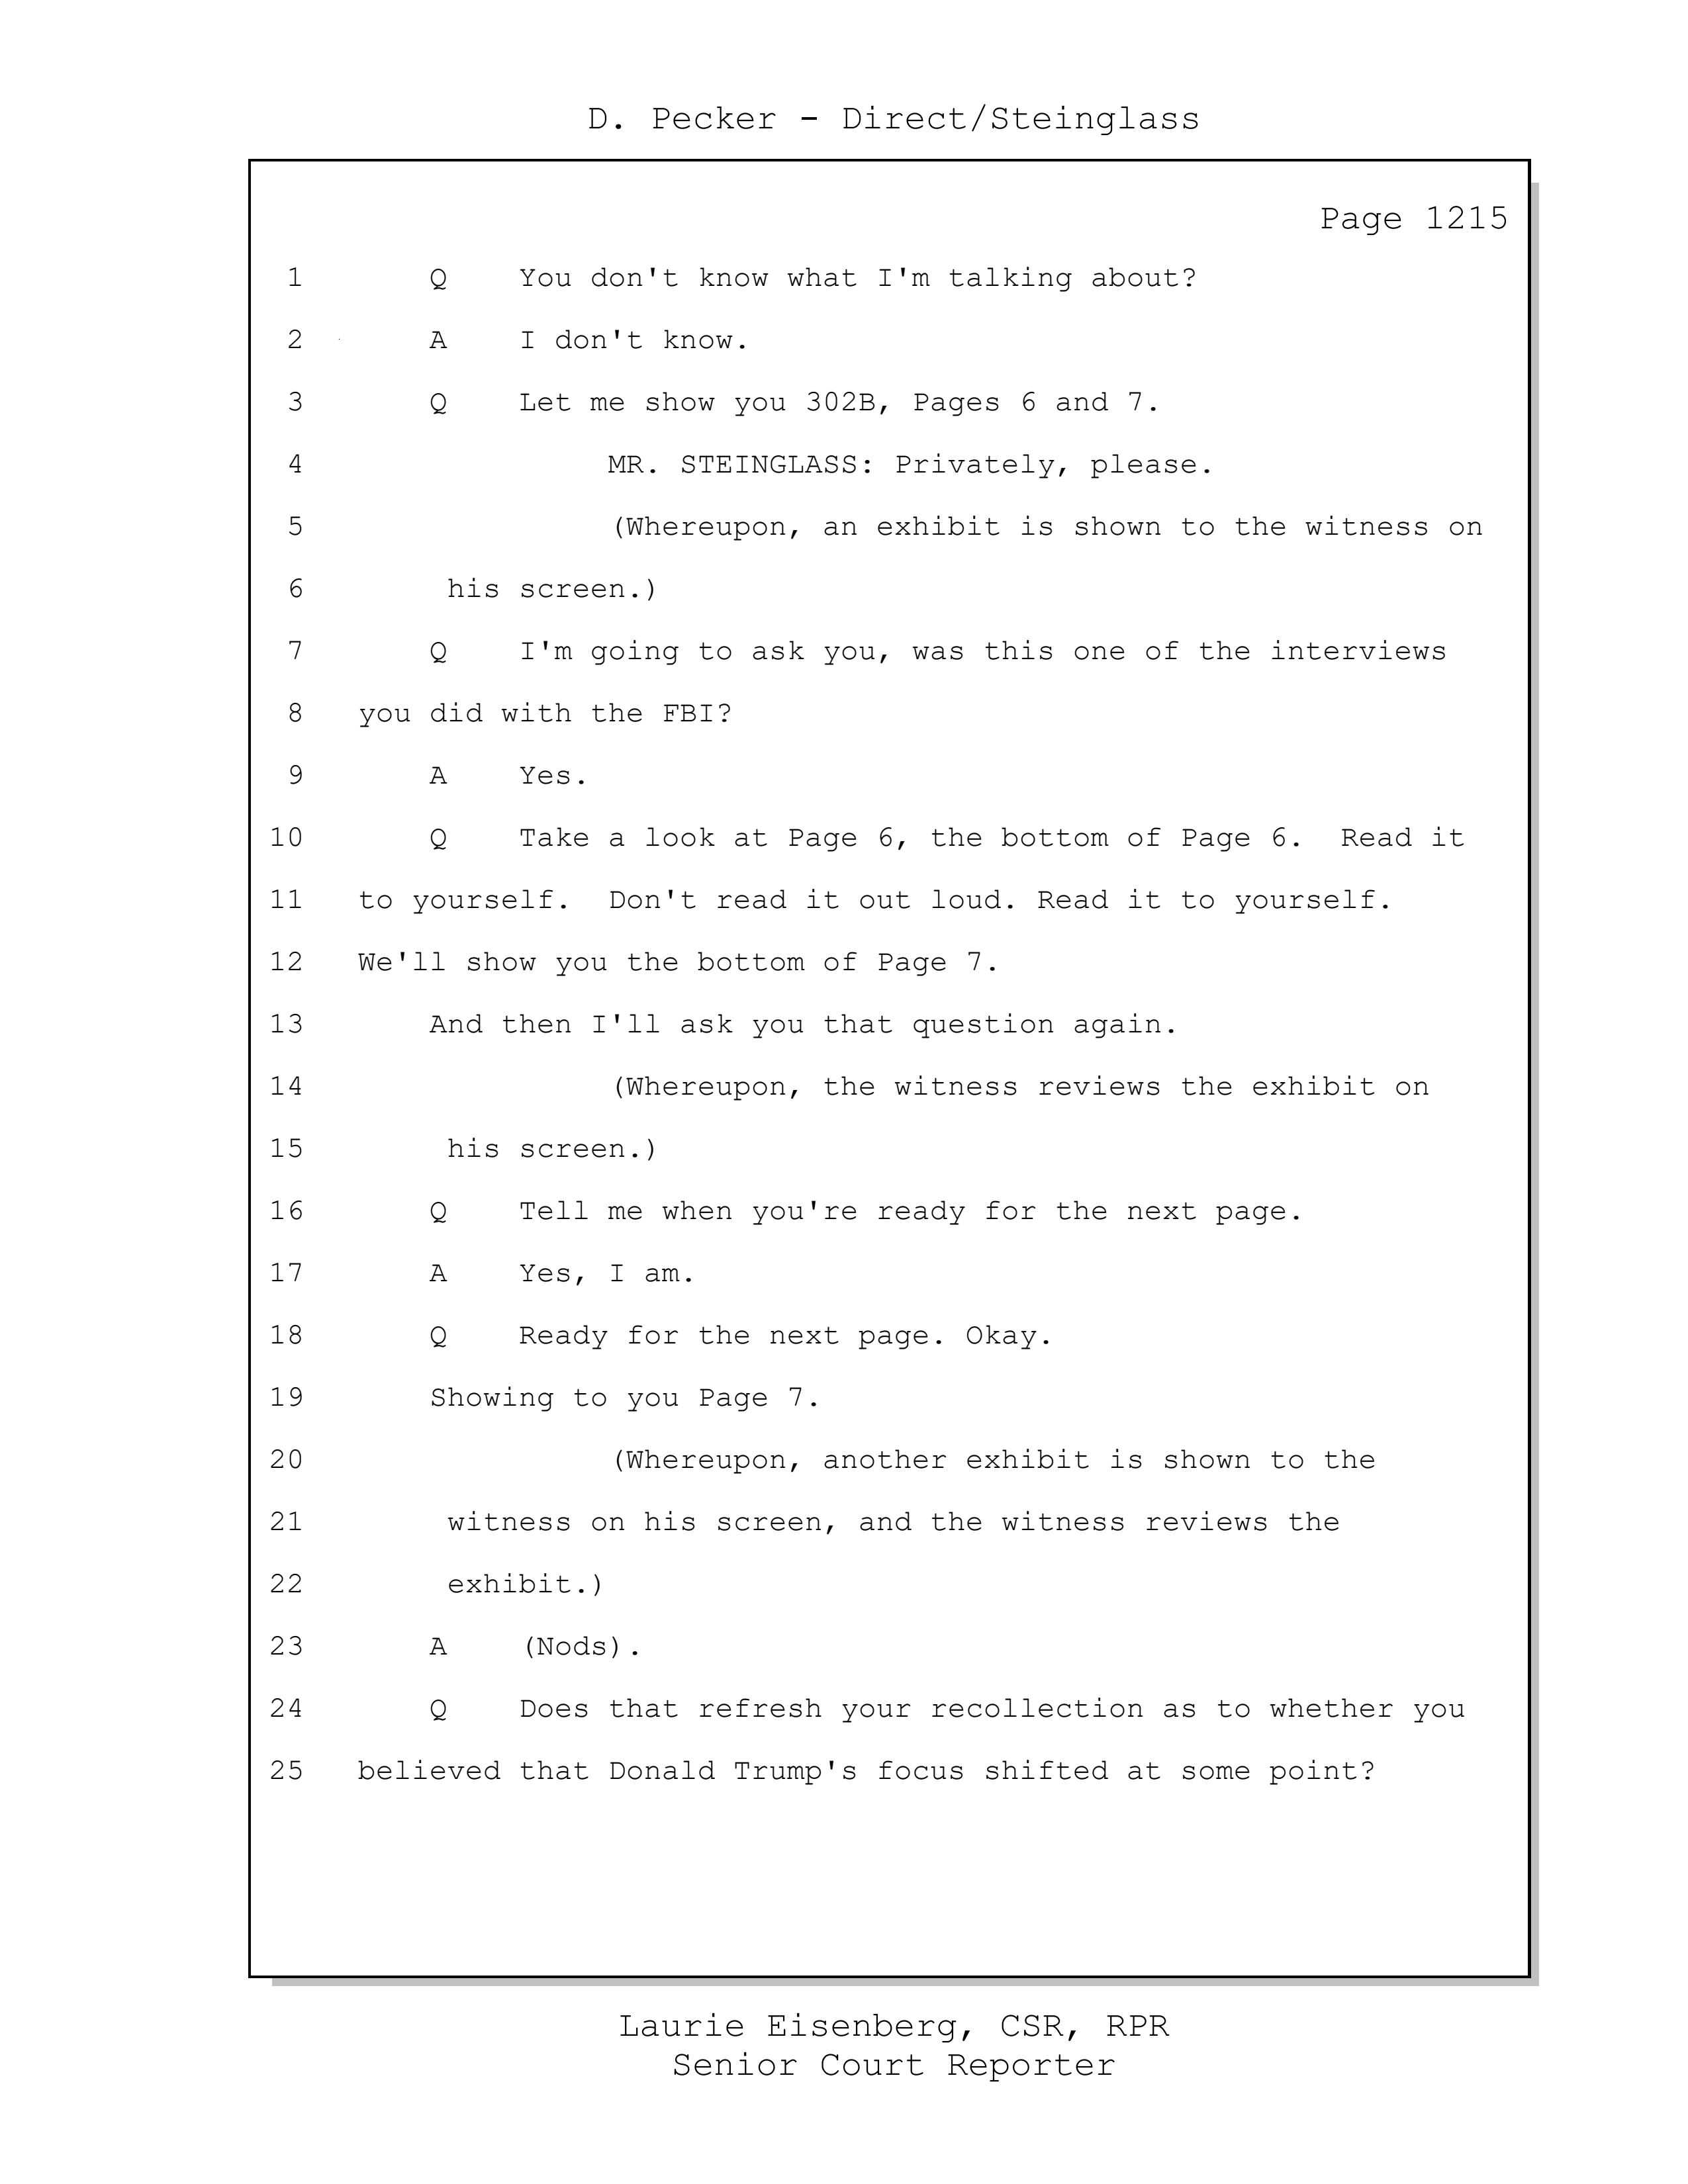 D. Pecker - Direct/Steinglass
Page 1215
1 Q You don't know what I'm talking about?
2 A I don't know.
3 Q Let me show you 302B, Pages 6 and 7.
4 MR. STEINGLASS: Privately, please.
5 (Whereupon, an exhibit is shown to the witness on
6 his screen.)
7 Q I'm going to ask you, was this one of the interviews
8 you did with the FBI?
9 A Yes.
10 Q Take a look at Page 6, the bottom of Page 6. Read it
11 to yourself. Don't read it out loud. Read it to yourself.
12 We'll show you the bottom of Page 7.
13 And then I'll ask you that question again.
14 (Whereupon, the witness reviews the exhibit on
15 his screen.)
16 Q Tell me when you're ready for the next page.
17 A Yes, I am.
18 Q Ready for the next page. Okay.
19 Showing to you Page 7.
20 (Whereupon, another exhibit is shown to the
21 witness on his screen, and the witness reviews the
22 exhibit.)
23 A (Nods).
24 Q Does that refresh your recollection as to whether you
25 believed that Donald Trump's focus shifted at some point?
Laurie Eisenberg, CSR, RPR
Senior Court Reporter